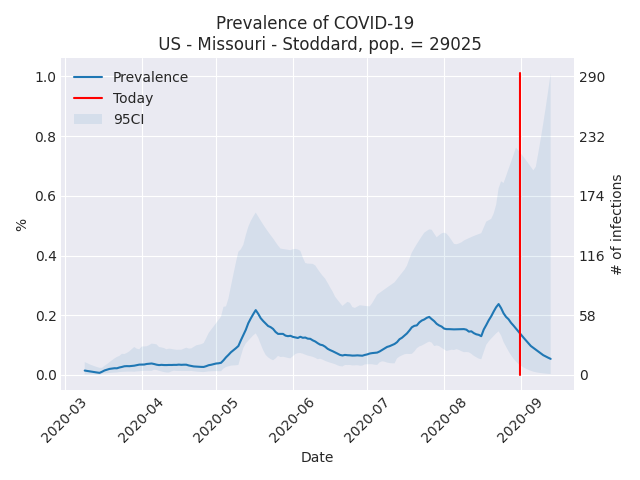 Prevalence of COVID-19
US - Missouri - Stoddard, pop. = 29025
Prevalence
Today
95CI
1.0
0.8
0.6
0.4
0.2
0.0
%
290
232
174
116
58
0
# of infections
2020-03
2020-04
2020-05
2020-06
2020-07
2020-08
2020-09
Date